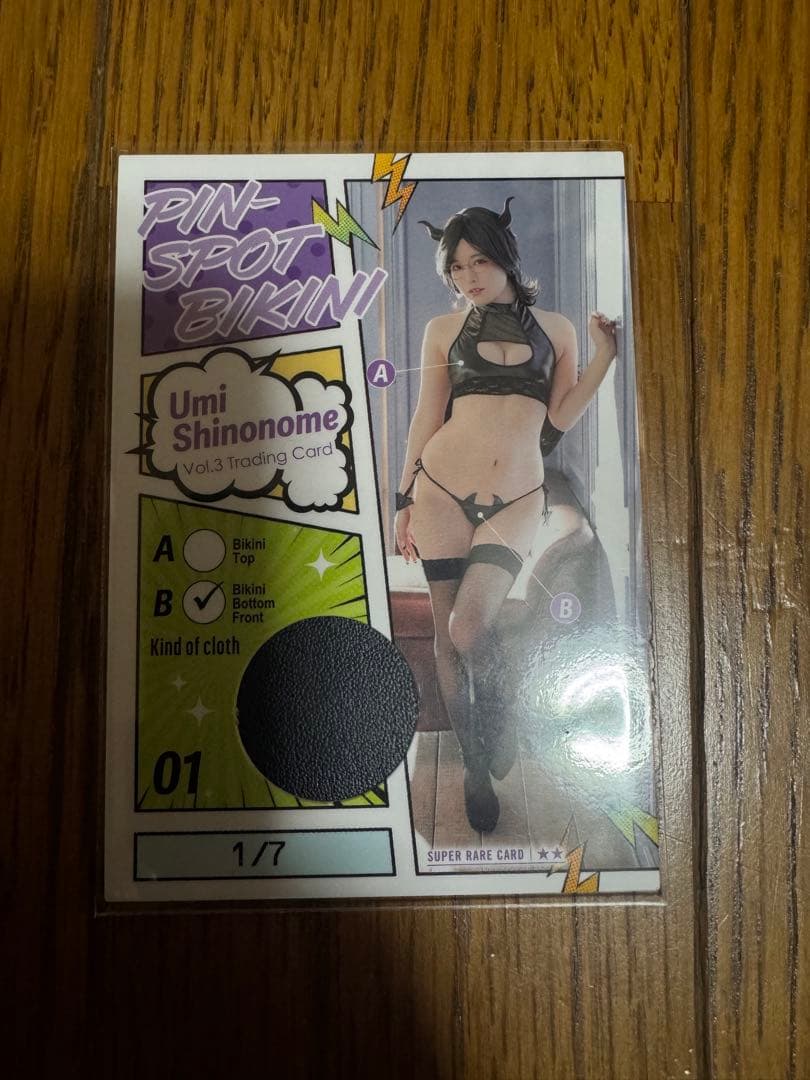 PIN-
SPOT
BIKINI
Umi
Shinonome
Vol.3 Trading Card
A
Bikini
Top
B
Bikini
Bottom
Front
Kind of cloth
01
1/7
A
B
SUPER RARE CARD ★★